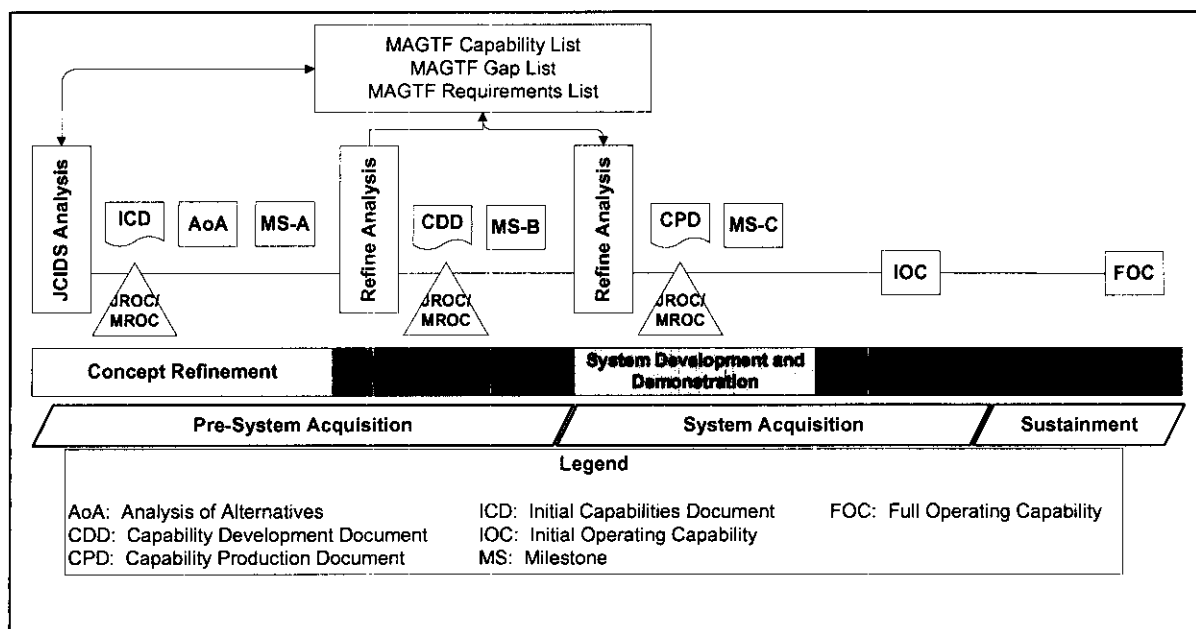 MAGTF Capability List
MAGTF Gap List
MAGTF Requirements List
JCIDS Analysis
ICD
AoA
MS-A
Refine Analysis
CDD
MS-B
Refine Analysis
CPD
MS-C
IOC
FOC
JROC/
MROC
JROC/
MROC
JROC/
MROC
Concept Refinement
System Development and
Demonstration
Pre-System Acquisition
System Acquisition
Sustainment
Legend
AoA: Analysis of Alternatives
CDD: Capability Development Document
CPD: Capability Production Document
ICD: Initial Capabilities Document
IOC: Initial Operating Capability
MS: Milestone
FOC: Full Operating Capability